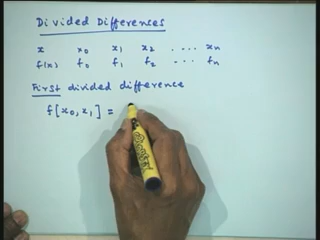 Divided Differences
x x0 x1 x2 .... xn
f(x) f0 f1 f2 .... fn
First divided difference
f[x0, x1] =